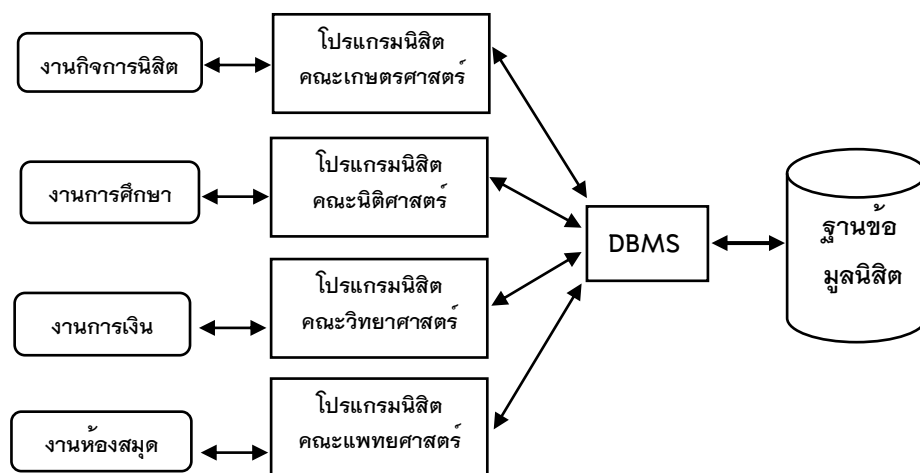 งานกิจการนิสิต
โปรแกรมนิสิต
คณะเกษตรศาสตร์
งานการศึกษา
โปรแกรมนิสิต
คณะนิติศาสตร์
งานการเงิน
โปรแกรมนิสิต
คณะวิทยาศาสตร์
งานห้องสมุด
โปรแกรมนิสิต
คณะแพทยศาสตร์
DBMS
ฐานข้อ
มูลนิสิต